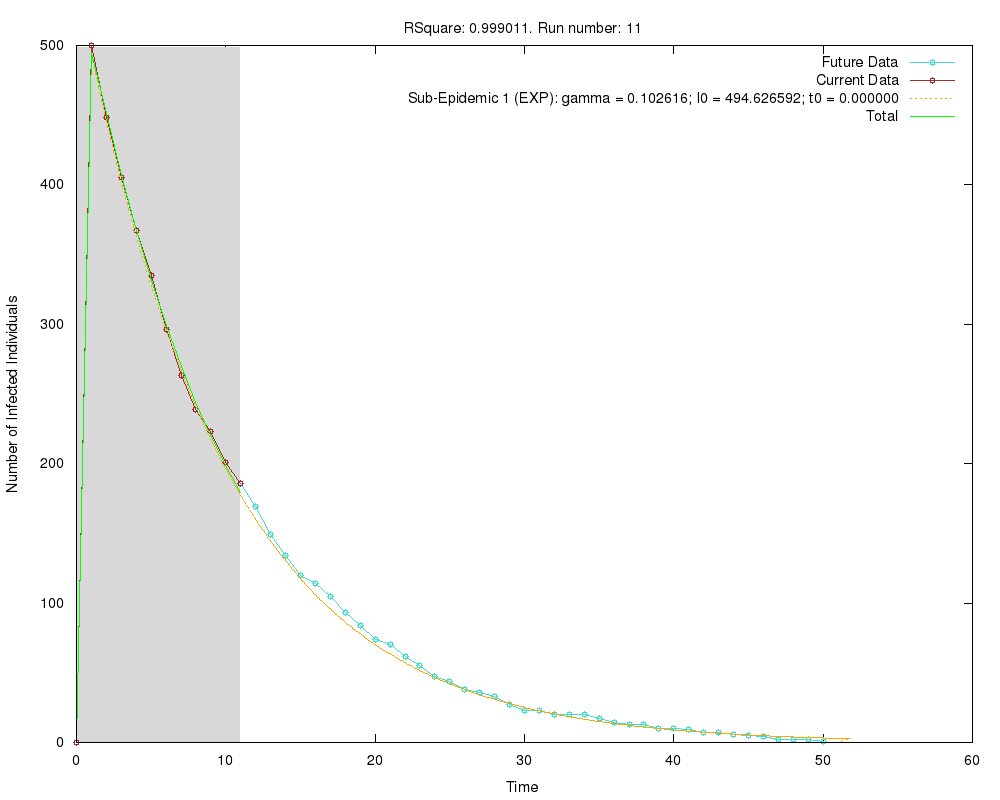 RSquare: 0.999011. Run number: 11
Future Data
Current Data
Sub-Epidemic 1 (EXP): gamma = 0.102616; I0 = 494.626592; t0 = 0.000000
Total
500
400
300
200
100
0
Number of Infected Individuals
0 10 20 30 40 50 60
Time